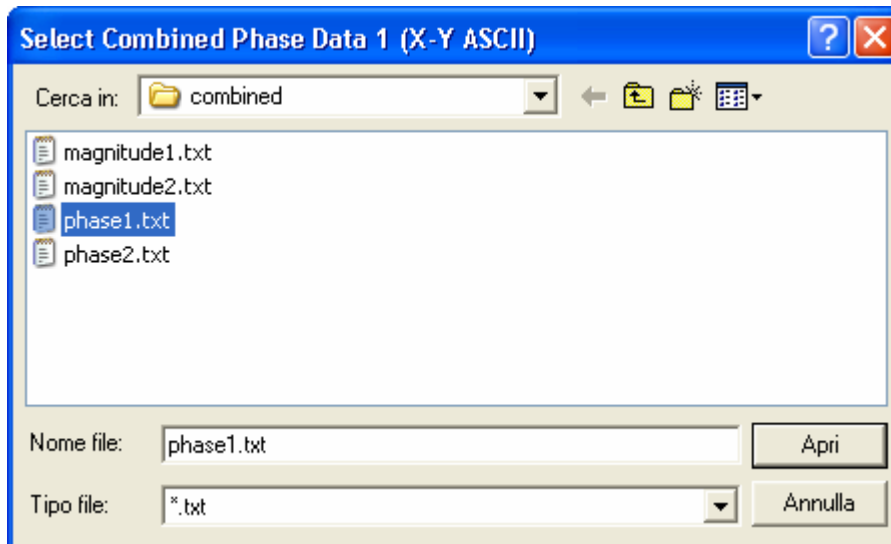 Select Combined Phase Data 1 (X-Y ASCII)
Cerca in: combined
magnitude1.txt
magnitude2.txt
phase1.txt
phase2.txt
Nome file: phase1.txt Apri
Tipo file: *.txt Annulla